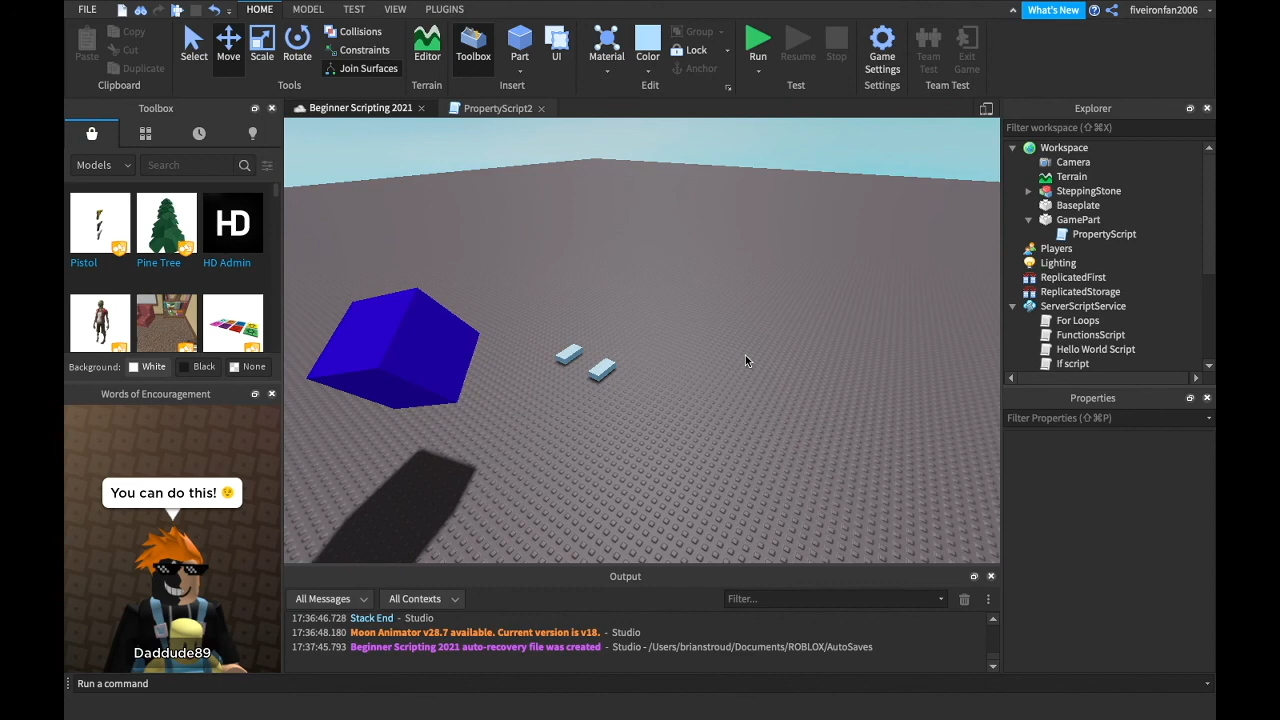 FILE
HOME
MODEL
TEST
VIEW
PLUGINS
What's New
fiveironfan2006
Paste
Copy
Cut
Duplicate
Clipboard
Select
Move
Scale
Rotate
Tools
Collisions
Constraints
Join Surfaces
Editor
Terrain
Toolbox
Part
UI
Insert
Material
Color
Group
Lock
Anchor
Edit
Run
Resume
Stop
Test
Game
Settings
Settings
Team
Test
Exit
Game
Team Test
Toolbox
Models
Search
HD
Pistol
Pine Tree
HD Admin
Background:
White
Black
None
Words of Encouragement
You can do this! 😉
Daddude89
Beginner Scripting 2021
PropertyScript2
Explorer
Filter workspace (⇧⌘X)
Workspace
Camera
Terrain
SteppingStone
Baseplate
GamePart
PropertyScript
Players
Lighting
ReplicatedFirst
ReplicatedStorage
ServerScriptService
For Loops
FunctionsScript
Hello World Script
If script
Properties
Filter Properties (⇧⌘P)
Output
All Messages
All Contexts
Filter...
17:36:46.728 Stack End - Studio
17:36:48.180 Moon Animator v28.7 available. Current version is v18. - Studio
17:37:45.793 Beginner Scripting 2021 auto-recovery file was created - Studio - /Users/brianstroud/Documents/ROBLOX/AutoSaves
Run a command